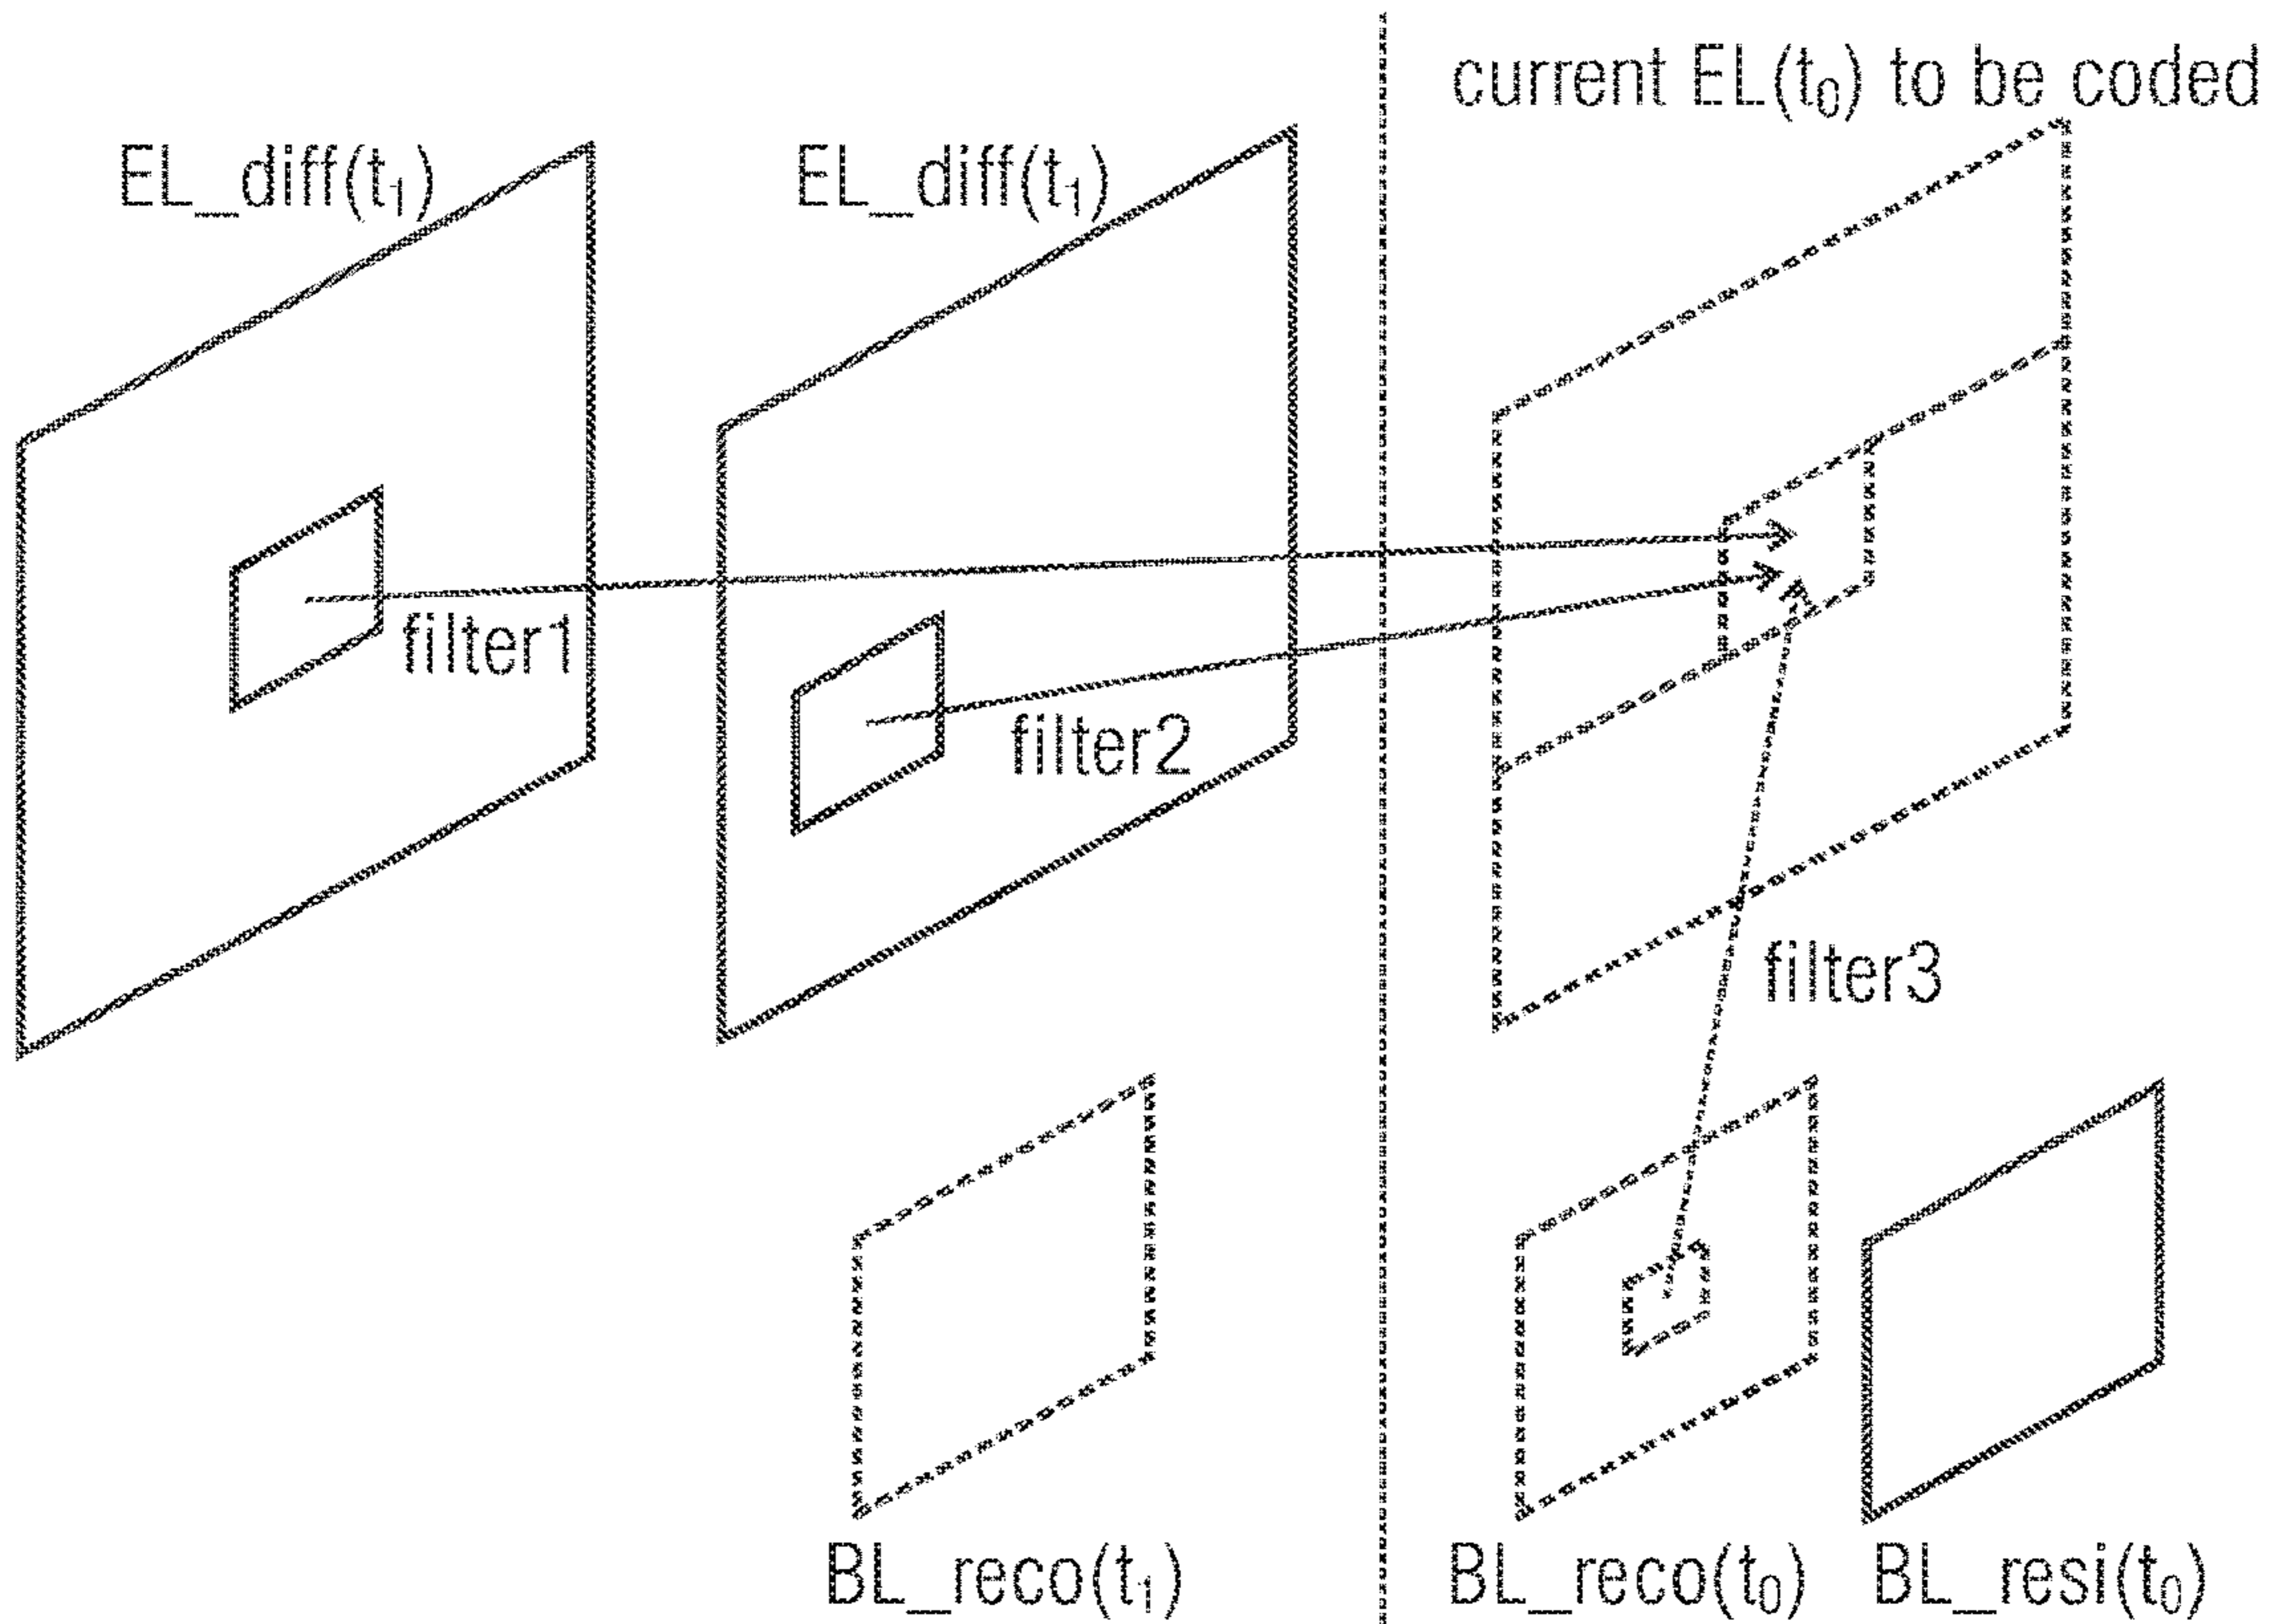 current EL(t₀) to be coded
EL_diff(t₁)
EL_diff(t₁)
filter1
filter2
filter3
BL_reco(t₁)
BL_reco(t₀)
BL_resi(t₀)